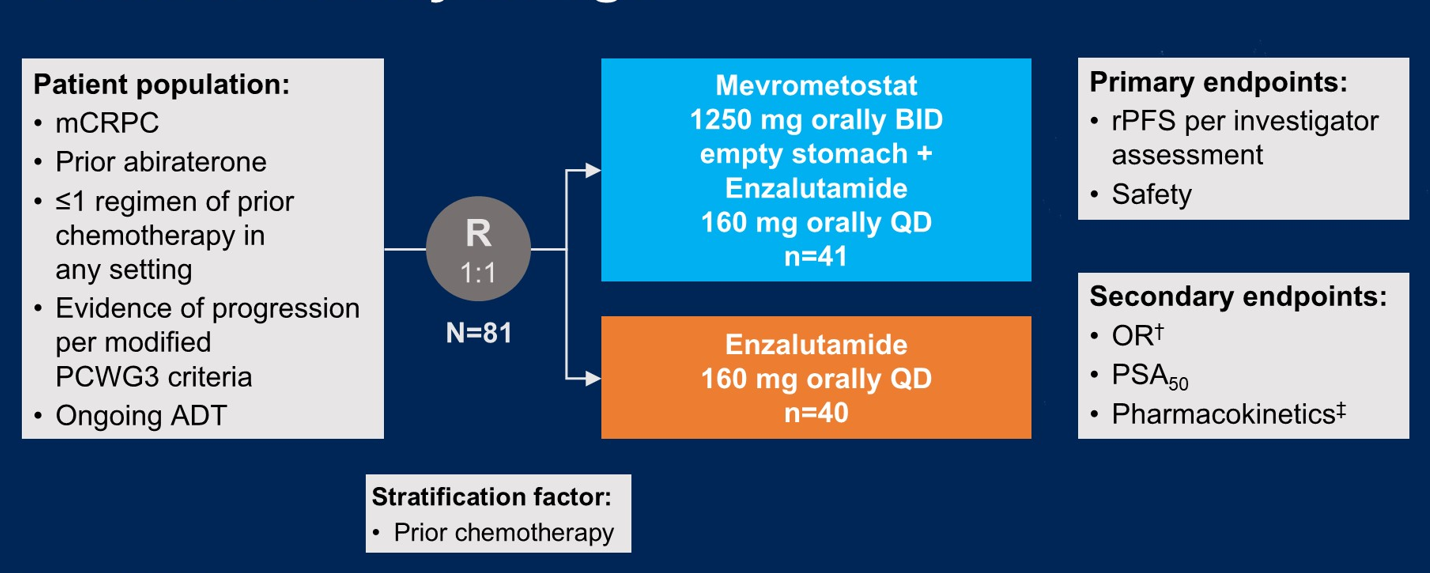 Patient population:
• mCRPC
• Prior abiraterone
• ≤1 regimen of prior
chemotherapy in
any setting
• Evidence of progression
per modified
PCWG3 criteria
• Ongoing ADT
R
1:1
N=81
Mevrometostat
1250 mg orally BID
empty stomach +
Enzalutamide
160 mg orally QD
n=41
Enzalutamide
160 mg orally QD
n=40
Primary endpoints:
• rPFS per investigator
assessment
• Safety
Secondary endpoints:
• OR†
• PSA50
• Pharmacokinetics‡
Stratification factor:
• Prior chemotherapy